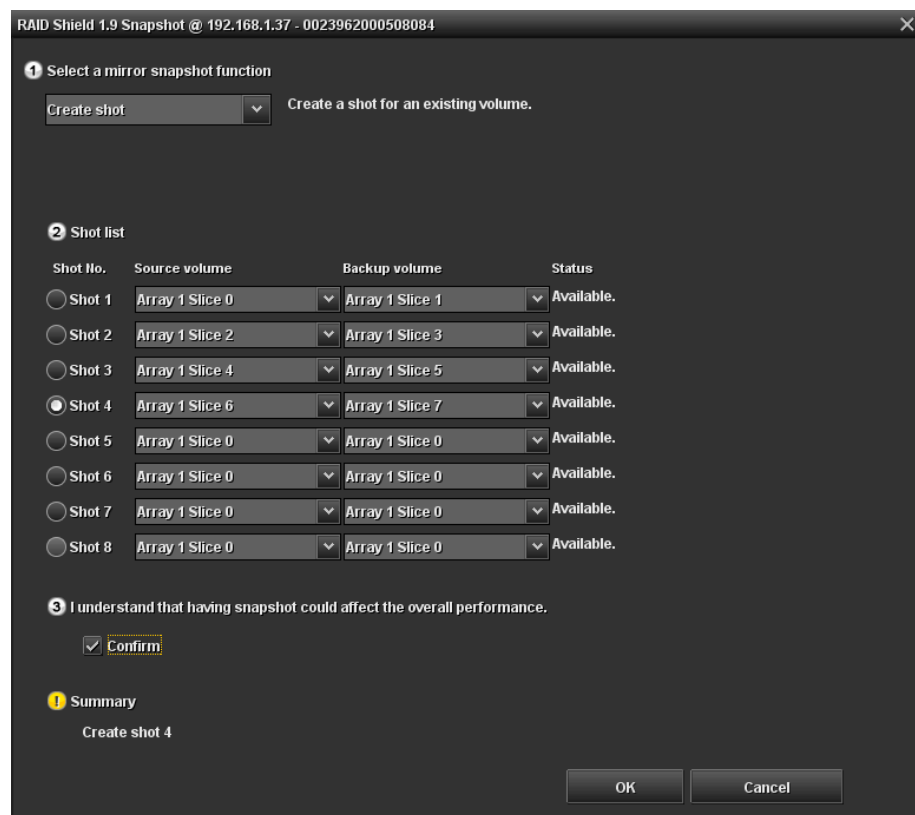 RAID Shield 1.9 Snapshot @ 192.168.1.37 - 0023962000508084
1 Select a mirror snapshot function
Create shot Create a shot for an existing volume.
2 Shot list
Shot No. Source volume Backup volume Status
Shot 1 Array 1 Slice 0 Array 1 Slice 1 Available.
Shot 2 Array 1 Slice 2 Array 1 Slice 3 Available.
Shot 3 Array 1 Slice 4 Array 1 Slice 5 Available.
Shot 4 Array 1 Slice 6 Array 1 Slice 7 Available.
Shot 5 Array 1 Slice 0 Array 1 Slice 0 Available.
Shot 6 Array 1 Slice 0 Array 1 Slice 0 Available.
Shot 7 Array 1 Slice 0 Array 1 Slice 0 Available.
Shot 8 Array 1 Slice 0 Array 1 Slice 0 Available.
3 I understand that having snapshot could affect the overall performance.
Confirm
! Summary
Create shot 4
OK Cancel